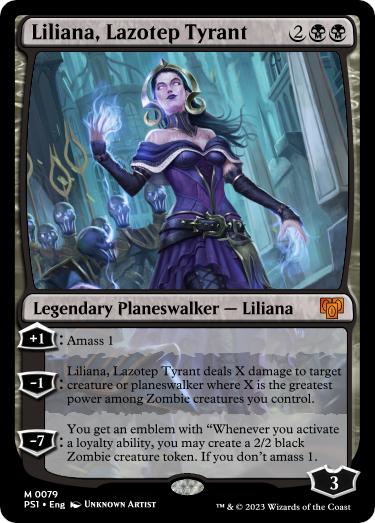 Liliana, Lazotep Tyrant 2
Legendary Planeswalker — Liliana
+1: Amass 1
−1: Liliana, Lazotep Tyrant deals X damage to target
creature or planeswalker where X is the greatest
power among Zombie creatures you control.
−7: You get an emblem with “Whenever you activate
a loyalty ability, you may create a 2/2 black
Zombie creature token. If you don’t amass 1.
3
M 0079
PS1 • Eng Unknown Artist
™ & © 2023 Wizards of the Coast